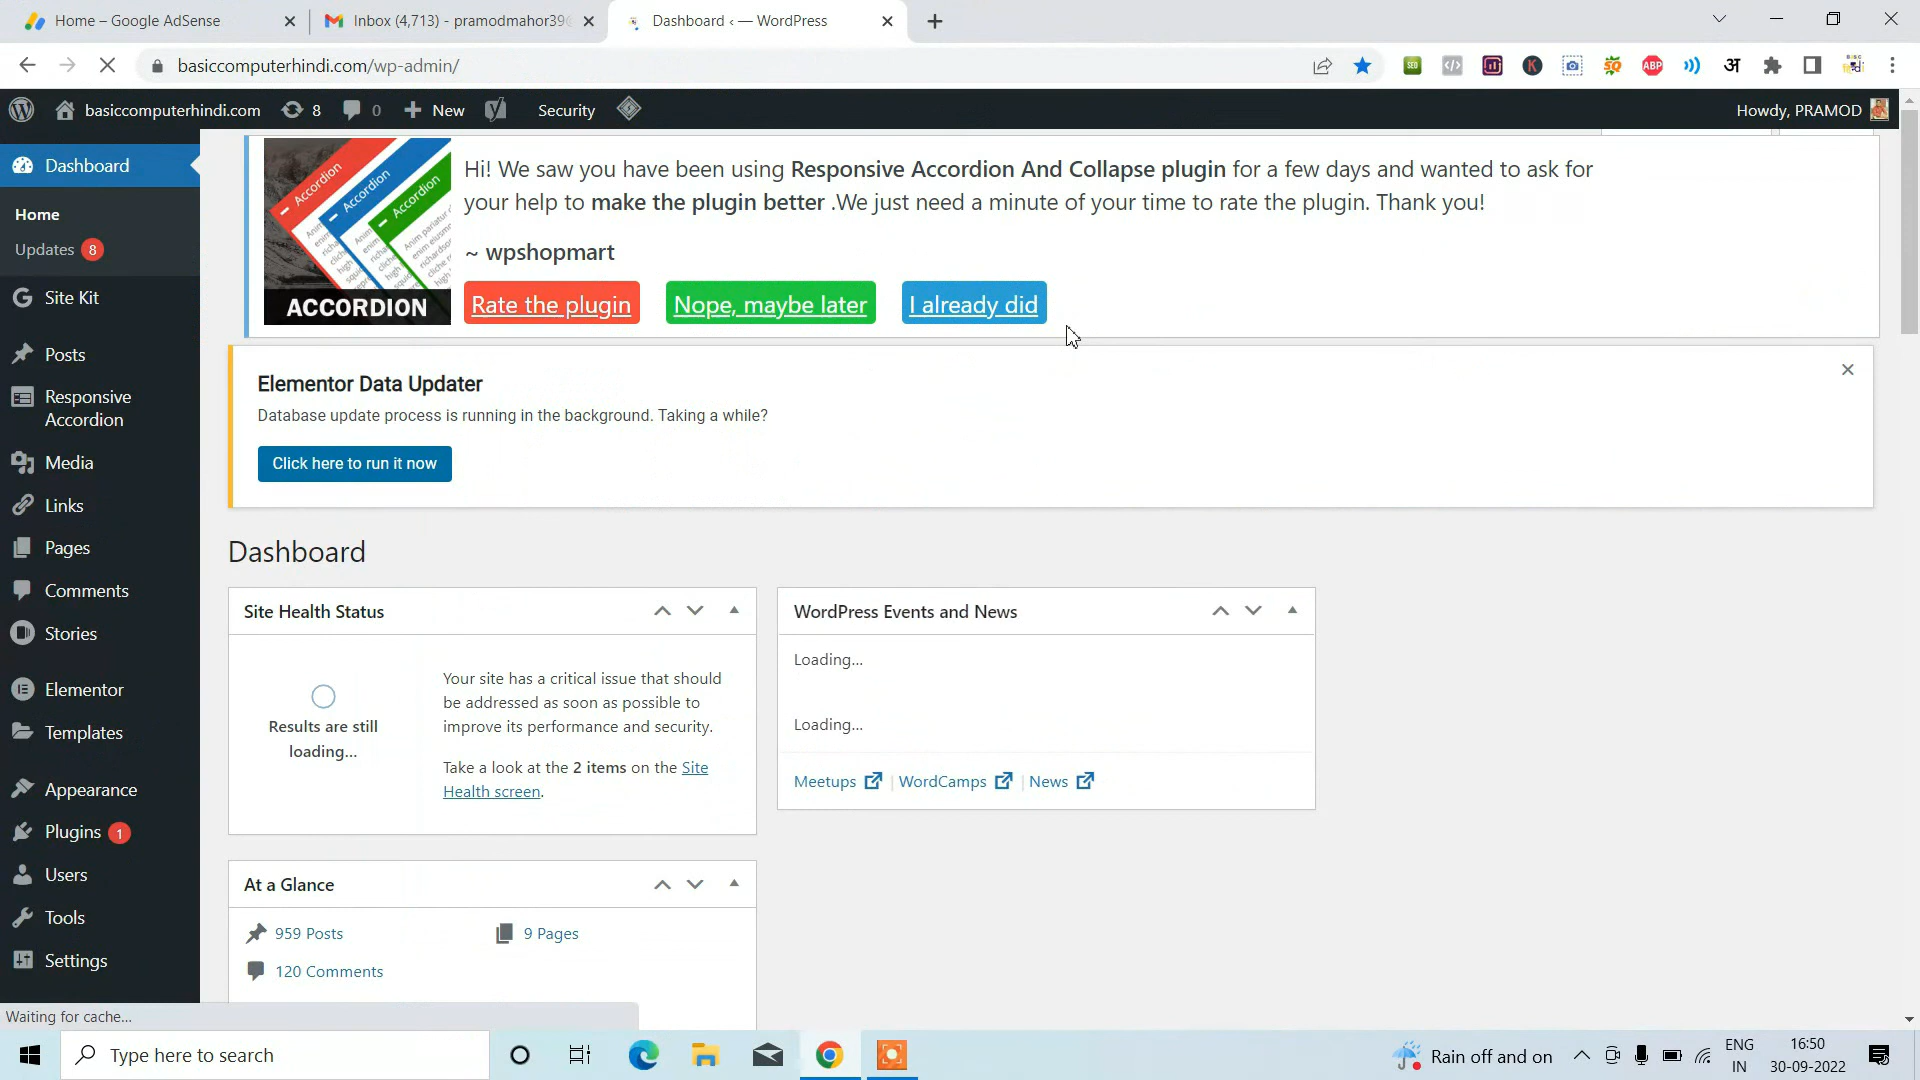 Home – Google AdSense
Inbox (4,713) - pramodmahor39
Dashboard ‹ — WordPress
basiccomputerhindi.com/wp-admin/
basiccomputerhindi.com
8
0
New
Security
Howdy, PRAMOD
Dashboard
Home
Updates 8
Site Kit
Posts
Responsive
Accordion
Media
Links
Pages
Comments
Stories
Elementor
Templates
Appearance
Plugins 1
Users
Tools
Settings
Accordion
Accordion
Accordion
ACCORDION
Hi! We saw you have been using Responsive Accordion And Collapse plugin for a few days and wanted to ask for
your help to make the plugin better .We just need a minute of your time to rate the plugin. Thank you!
~ wpshopmart
Rate the plugin
Nope, maybe later
I already did
Elementor Data Updater
Database update process is running in the background. Taking a while?
Click here to run it now
Dashboard
Site Health Status
Results are still
loading...
Your site has a critical issue that should
be addressed as soon as possible to
improve its performance and security.
Take a look at the 2 items on the Site
Health screen.
WordPress Events and News
Loading...
Loading...
Meetups | WordCamps | News
At a Glance
959 Posts
9 Pages
120 Comments
Waiting for cache...
Type here to search
Rain off and on
ENG
IN
16:50
30-09-2022